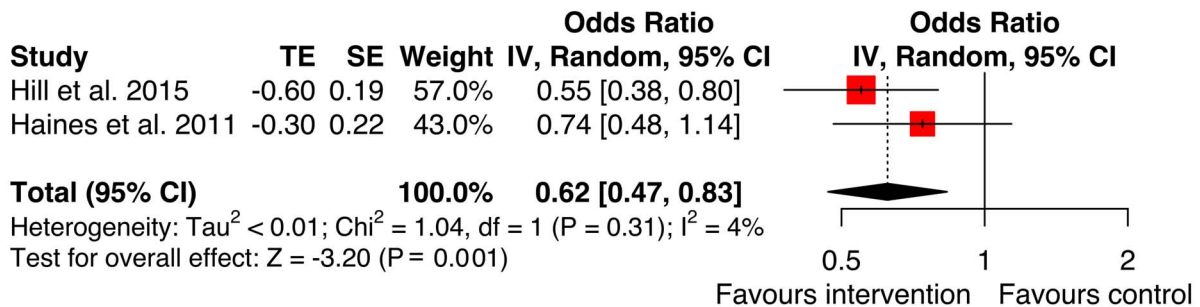 Odds Ratio Odds Ratio
Study TE SE Weight IV, Random, 95% CI IV, Random, 95% CI
Hill et al. 2015 -0.60 0.19 57.0% 0.55 [0.38, 0.80]
Haines et al. 2011 -0.30 0.22 43.0% 0.74 [0.48, 1.14]
Total (95% CI) 100.0% 0.62 [0.47, 0.83]
Heterogeneity: Tau² < 0.01; Chi² = 1.04, df = 1 (P = 0.31); I² = 4%
Test for overall effect: Z = -3.20 (P = 0.001)
0.5 1 2
Favours intervention Favours control